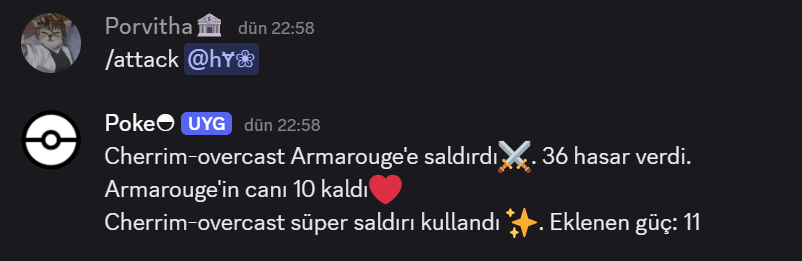 Porvitha🏛️ dün 22:58
/attack @hɎ❀
Poke◓ UYG dün 22:58
Cherrim-overcast Armarouge'e saldırdı⚔️. 36 hasar verdi.
Armarouge'in canı 10 kaldı❤️
Cherrim-overcast süper saldırı kullandı ✨. Eklenen güç: 11